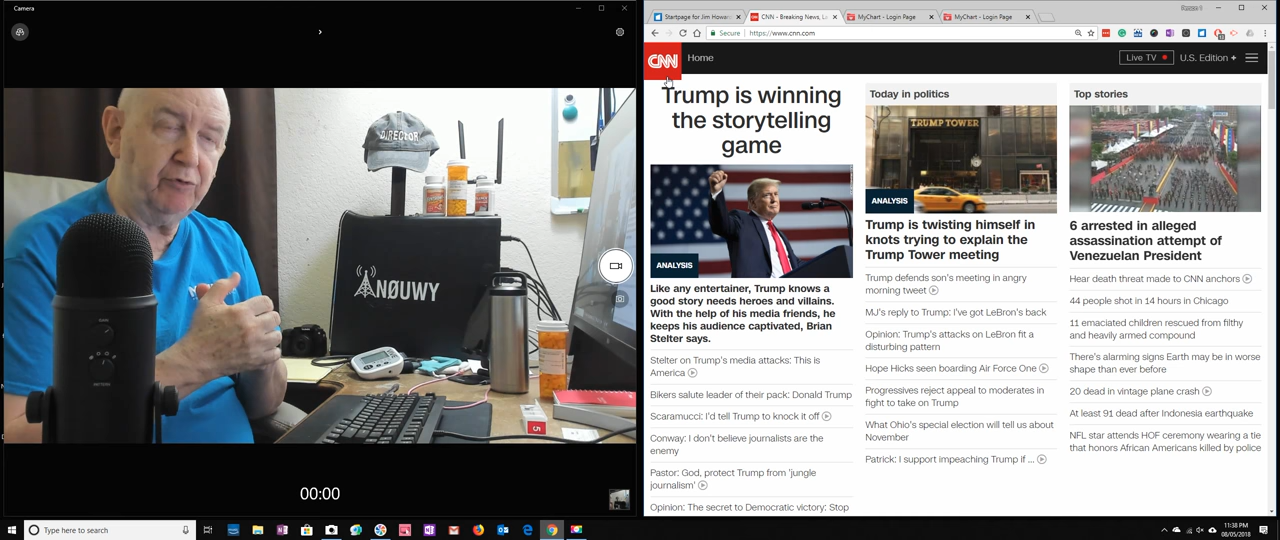 Camera
DIRECTOR
NØUWY
5
00:00
Startpage for Jim Howar
CNN - Breaking News, La
MyChart - Login Page
MyChart - Login Page
Secure
https://www.cnn.com
CNN
Home
Live TV
U.S. Edition +
Trump is winning
the storytelling
game
ANALYSIS
Like any entertainer, Trump knows a
good story needs heroes and villains.
With the help of his media friends, he
keeps his audience captivated, Brian
Stelter says.
Stelter on Trump's media attacks: This is
America
Bikers salute leader of their pack: Donald Trump
Scaramucci: I'd tell Trump to knock it off
Conway: I don't believe journalists are the
enemy
Pastor: God, protect Trump from 'jungle
journalism'
Opinion: The secret to Democratic victory: Stop
Today in politics
TRUMP TOWER
ANALYSIS
Trump is twisting himself in
knots trying to explain the
Trump Tower meeting
Trump defends son's meeting in angry
morning tweet
MJ's reply to Trump: I've got LeBron's back
Opinion: Trump's attacks on LeBron fit a
disturbing pattern
Hope Hicks seen boarding Air Force One
Progressives reject appeal to moderates in
fight to take on Trump
What Ohio's special election will tell us about
November
Patrick: I support impeaching Trump if ...
Top stories
6 arrested in alleged
assassination attempt of
Venezuelan President
Hear death threat made to CNN anchors
44 people shot in 14 hours in Chicago
11 emaciated children rescued from filthy
and heavily armed compound
There's alarming signs Earth may be in worse
shape than ever before
20 dead in vintage plane crash
At least 91 dead after Indonesia earthquake
NFL star attends HOF ceremony wearing a tie
that honors African Americans killed by police
Type here to search
11:38 PM
08/05/2018